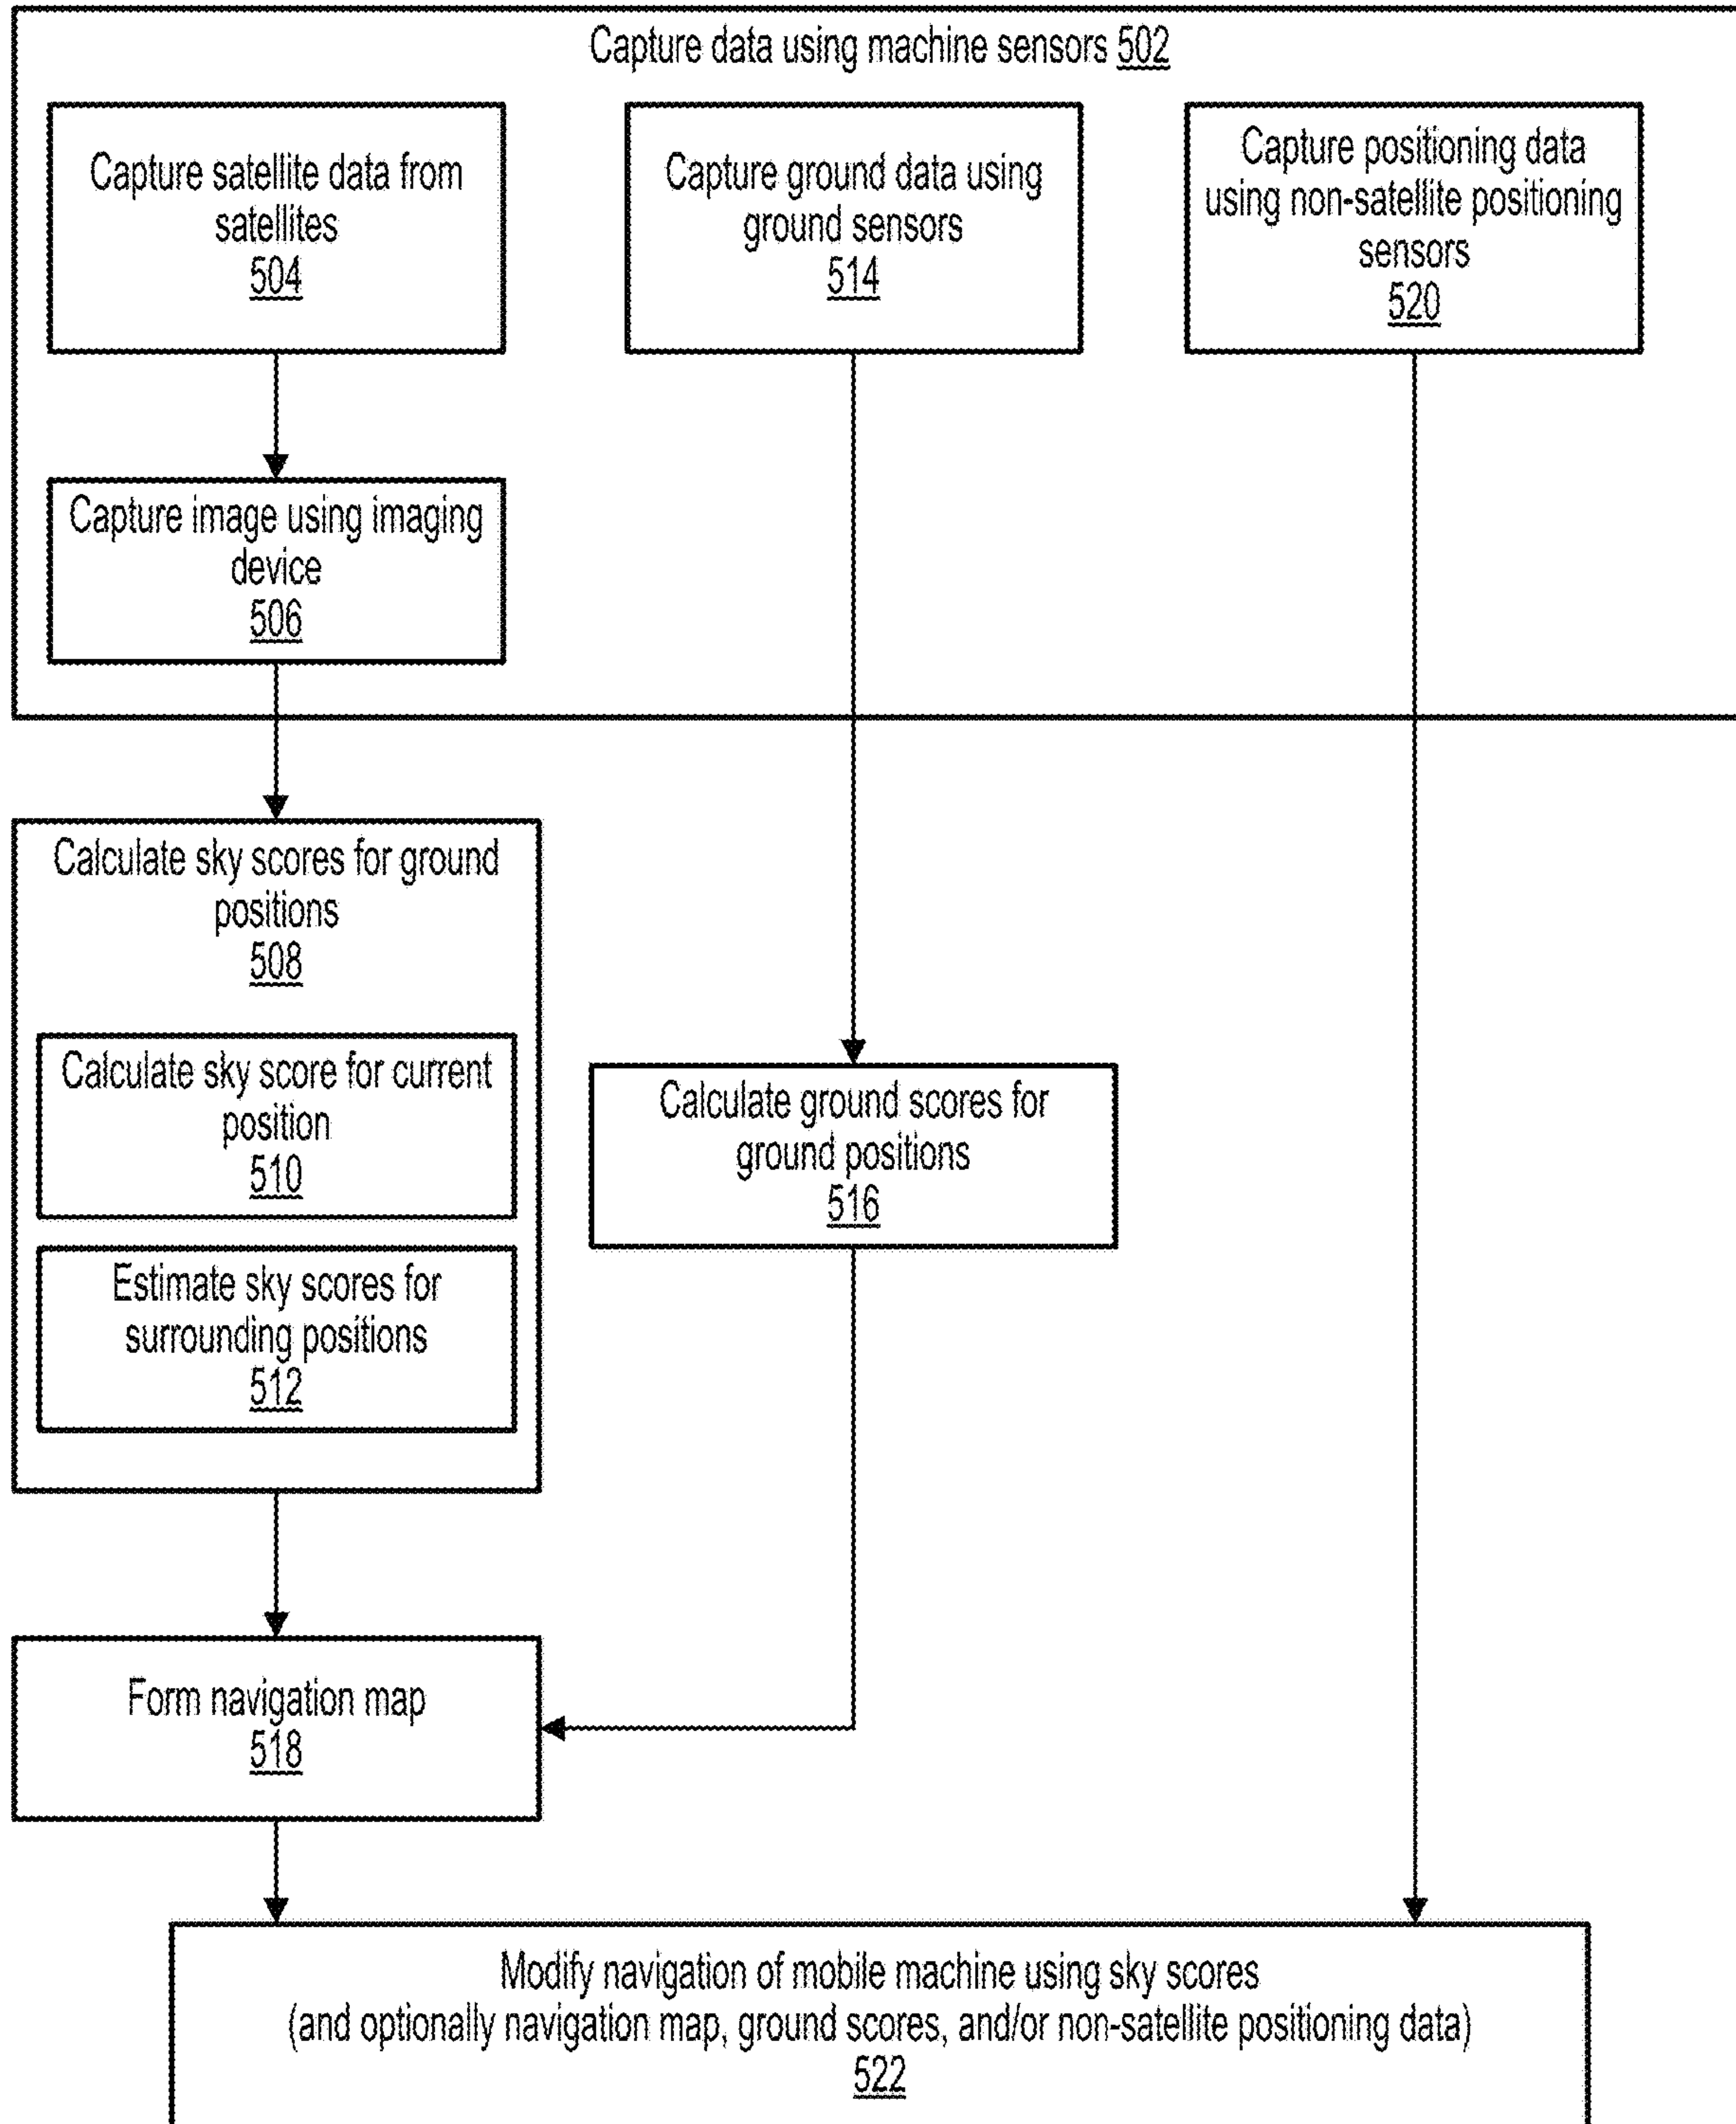 Capture data using machine sensors 502
Capture satellite data from
satellites
504
Capture ground data using
ground sensors
514
Capture positioning data
using non-satellite positioning
sensors
520
Capture image using imaging
device
506
Calculate sky scores for ground
positions
508
Calculate sky score for current
position
510
Estimate sky scores for
surrounding positions
512
Calculate ground scores for
ground positions
516
Form navigation map
518
Modify navigation of mobile machine using sky scores
(and optionally navigation map, ground scores, and/or non-satellite positioning data)
522